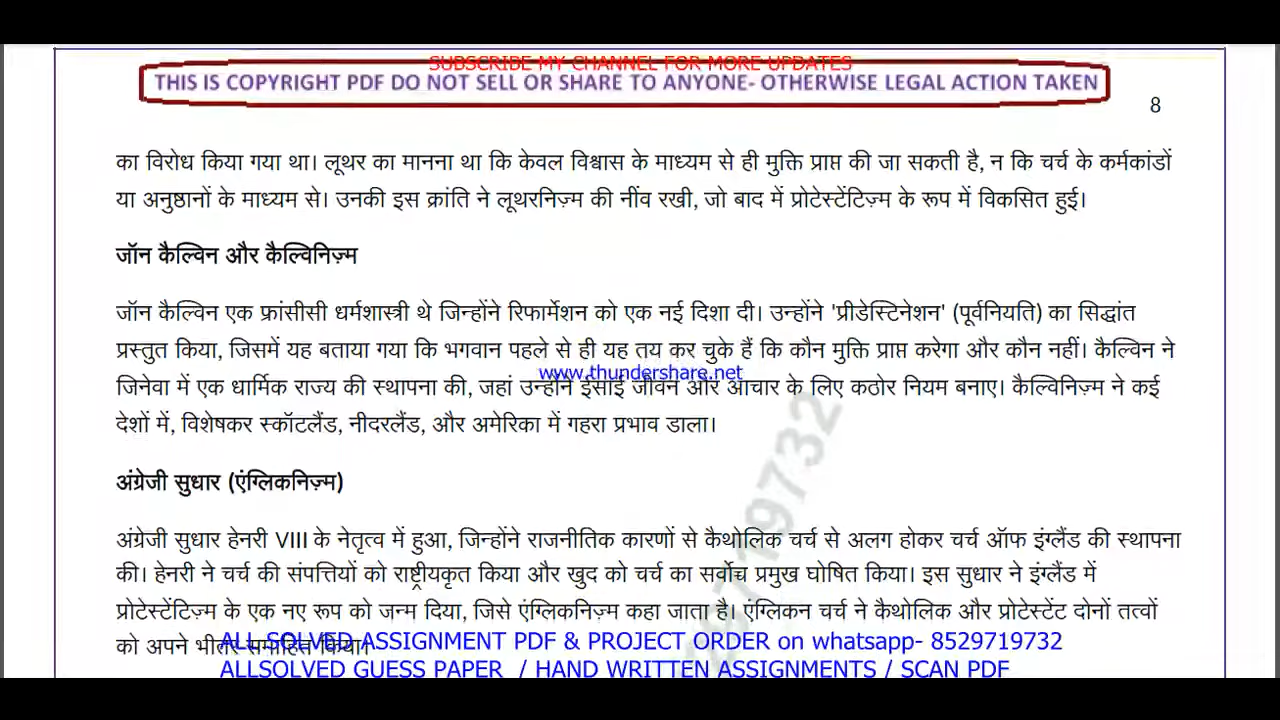 SUBSCRIBE MY CHANNEL FOR MORE UPDATES
THIS IS COPYRIGHT PDF DO NOT SELL OR SHARE TO ANYONE- OTHERWISE LEGAL ACTION TAKEN
8
का विरोध किया गया था। लूथर का मानना था कि केवल विश्वास के माध्यम से ही मुक्ति प्राप्त की जा सकती है, न कि चर्च के कर्मकांडों
या अनुष्ठानों के माध्यम से। उनकी इस क्रांति ने लूथरनिज़्म की नींव रखी, जो बाद में प्रोटेस्टेंटिज़्म के रूप में विकसित हुई।
जॉन कैल्विन और कैल्विनिज़्म
जॉन कैल्विन एक फ्रांसीसी धर्मशास्त्री थे जिन्होंने रिफार्मेशन को एक नई दिशा दी। उन्होंने 'प्रीडेस्टिनेशन' (पूर्वनियति) का सिद्धांत
प्रस्तुत किया, जिसमें यह बताया गया कि भगवान पहले से ही यह तय कर चुके हैं कि कौन मुक्ति प्राप्त करेगा और कौन नहीं। कैल्विन ने
www.thundershare.net
जिनेवा में एक धार्मिक राज्य की स्थापना की, जहां उन्होंने ईसाई जीवन और आचार के लिए कठोर नियम बनाए। कैल्विनिज़्म ने कई
देशों में, विशेषकर स्कॉटलैंड, नीदरलैंड, और अमेरिका में गहरा प्रभाव डाला।
अंग्रेजी सुधार (एंग्लिकनिज़्म)
अंग्रेजी सुधार हेनरी VIII के नेतृत्व में हुआ, जिन्होंने राजनीतिक कारणों से कैथोलिक चर्च से अलग होकर चर्च ऑफ इंग्लैंड की स्थापना
की। हेनरी ने चर्च की संपत्तियों को राष्ट्रीयकृत किया और खुद को चर्च का सर्वोच्च प्रमुख घोषित किया। इस सुधार ने इंग्लैंड में
प्रोटेस्टेंटिज़्म के एक नए रूप को जन्म दिया, जिसे एंग्लिकनिज़्म कहा जाता है। एंग्लिकन चर्च ने कैथोलिक और प्रोटेस्टेंट दोनों तत्वों
को अपने भीतर समाहित किया।
ALL SOLVED ASSIGNMENT PDF & PROJECT ORDER on whatsapp- 8529719732
ALLSOLVED GUESS PAPER / HAND WRITTEN ASSIGNMENTS / SCAN PDF